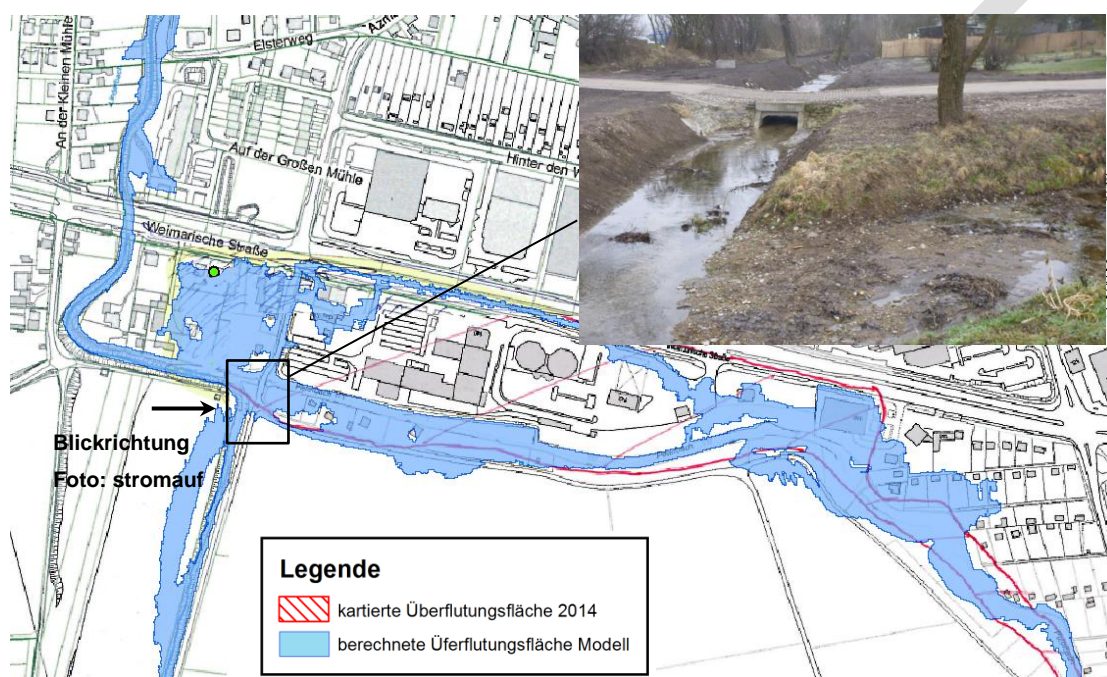 Elsterweg
An der Kleinen Mühle
Auf der Großen Mühle
Hinter den W
Weimarische Straße
Blickrichtung
Foto: stromauf
Legende
kartierte Überflutungsfläche 2014
berechnete Üferflutungsfläche Modell